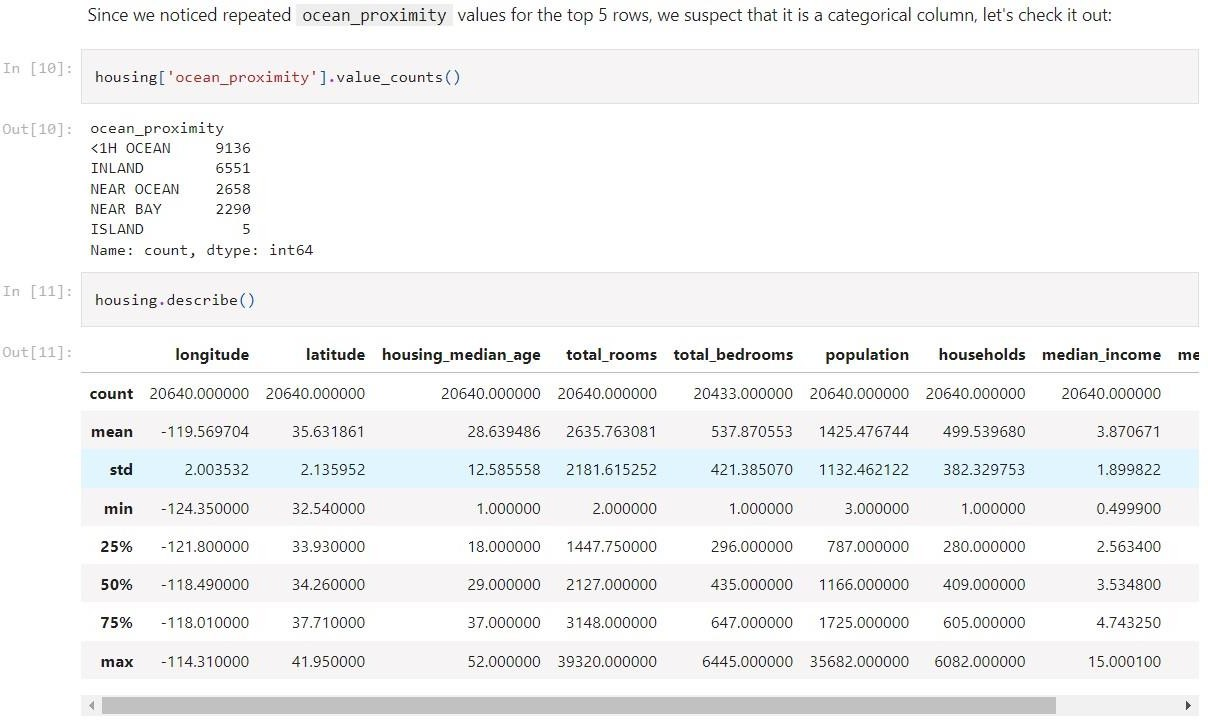 Since we noticed repeated ocean_proximity values for the top 5 rows, we suspect that it is a categorical column, let's check it out:
In [10]:
housing['ocean_proximity'].value_counts()
Out[10]:
ocean_proximity
<1H OCEAN 9136
INLAND 6551
NEAR OCEAN 2658
NEAR BAY 2290
ISLAND 5
Name: count, dtype: int64
In [11]:
housing.describe()
Out[11]:
longitude latitude housing_median_age total_rooms total_bedrooms population households median_income me
count 20640.000000 20640.000000 20640.000000 20640.000000 20433.000000 20640.000000 20640.000000 20640.000000
mean -119.569704 35.631861 28.639486 2635.763081 537.870553 1425.476744 499.539680 3.870671
std 2.003532 2.135952 12.585558 2181.615252 421.385070 1132.462122 382.329753 1.899822
min -124.350000 32.540000 1.000000 2.000000 1.000000 3.000000 1.000000 0.499900
25% -121.800000 33.930000 18.000000 1447.750000 296.000000 787.000000 280.000000 2.563400
50% -118.490000 34.260000 29.000000 2127.000000 435.000000 1166.000000 409.000000 3.534800
75% -118.010000 37.710000 37.000000 3148.000000 647.000000 1725.000000 605.000000 4.743250
max -114.310000 41.950000 52.000000 39320.000000 6445.000000 35682.000000 6082.000000 15.000100